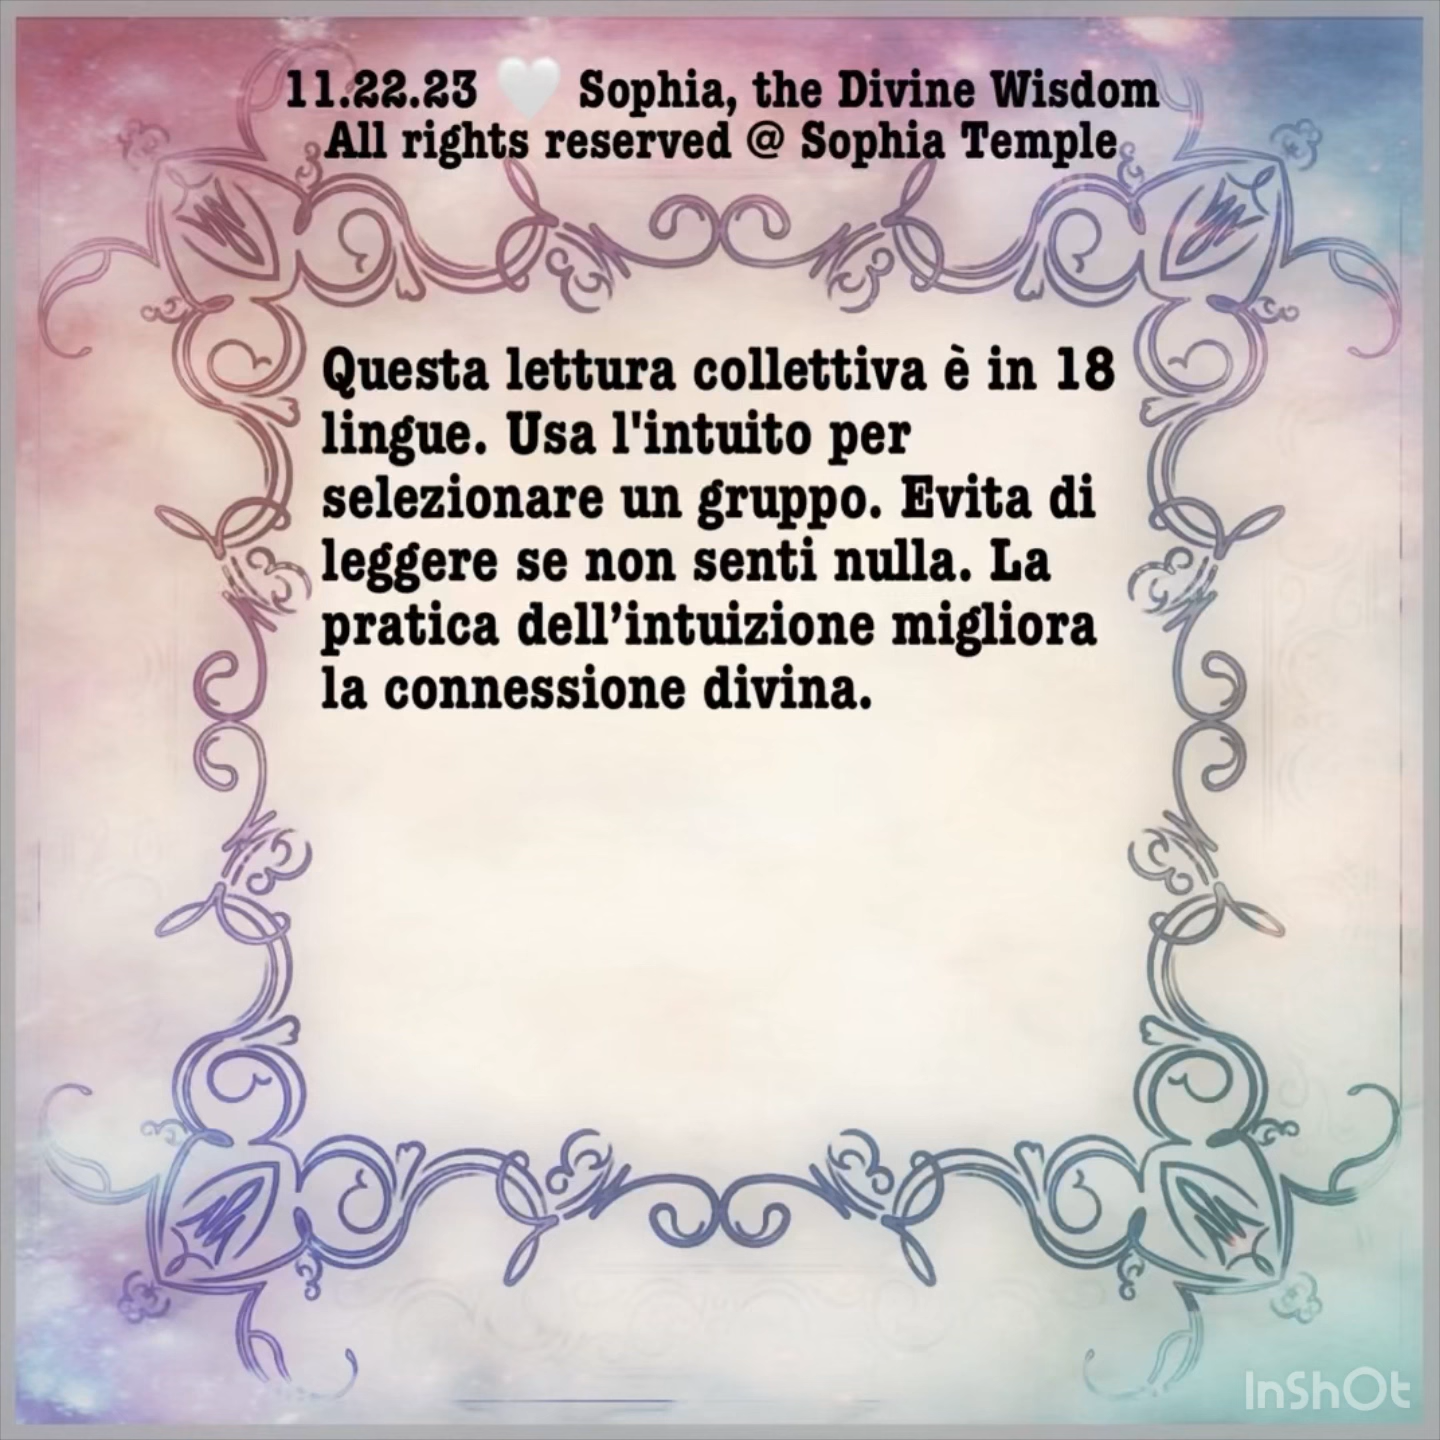 11.22.23 🤍 Sophia, the Divine Wisdom
All rights reserved @ Sophia Temple
Questa lettura collettiva è in 18
lingue. Usa l'intuito per
selezionare un gruppo. Evita di
leggere se non senti nulla. La
pratica dell’intuizione migliora
la connessione divina.
InShOt